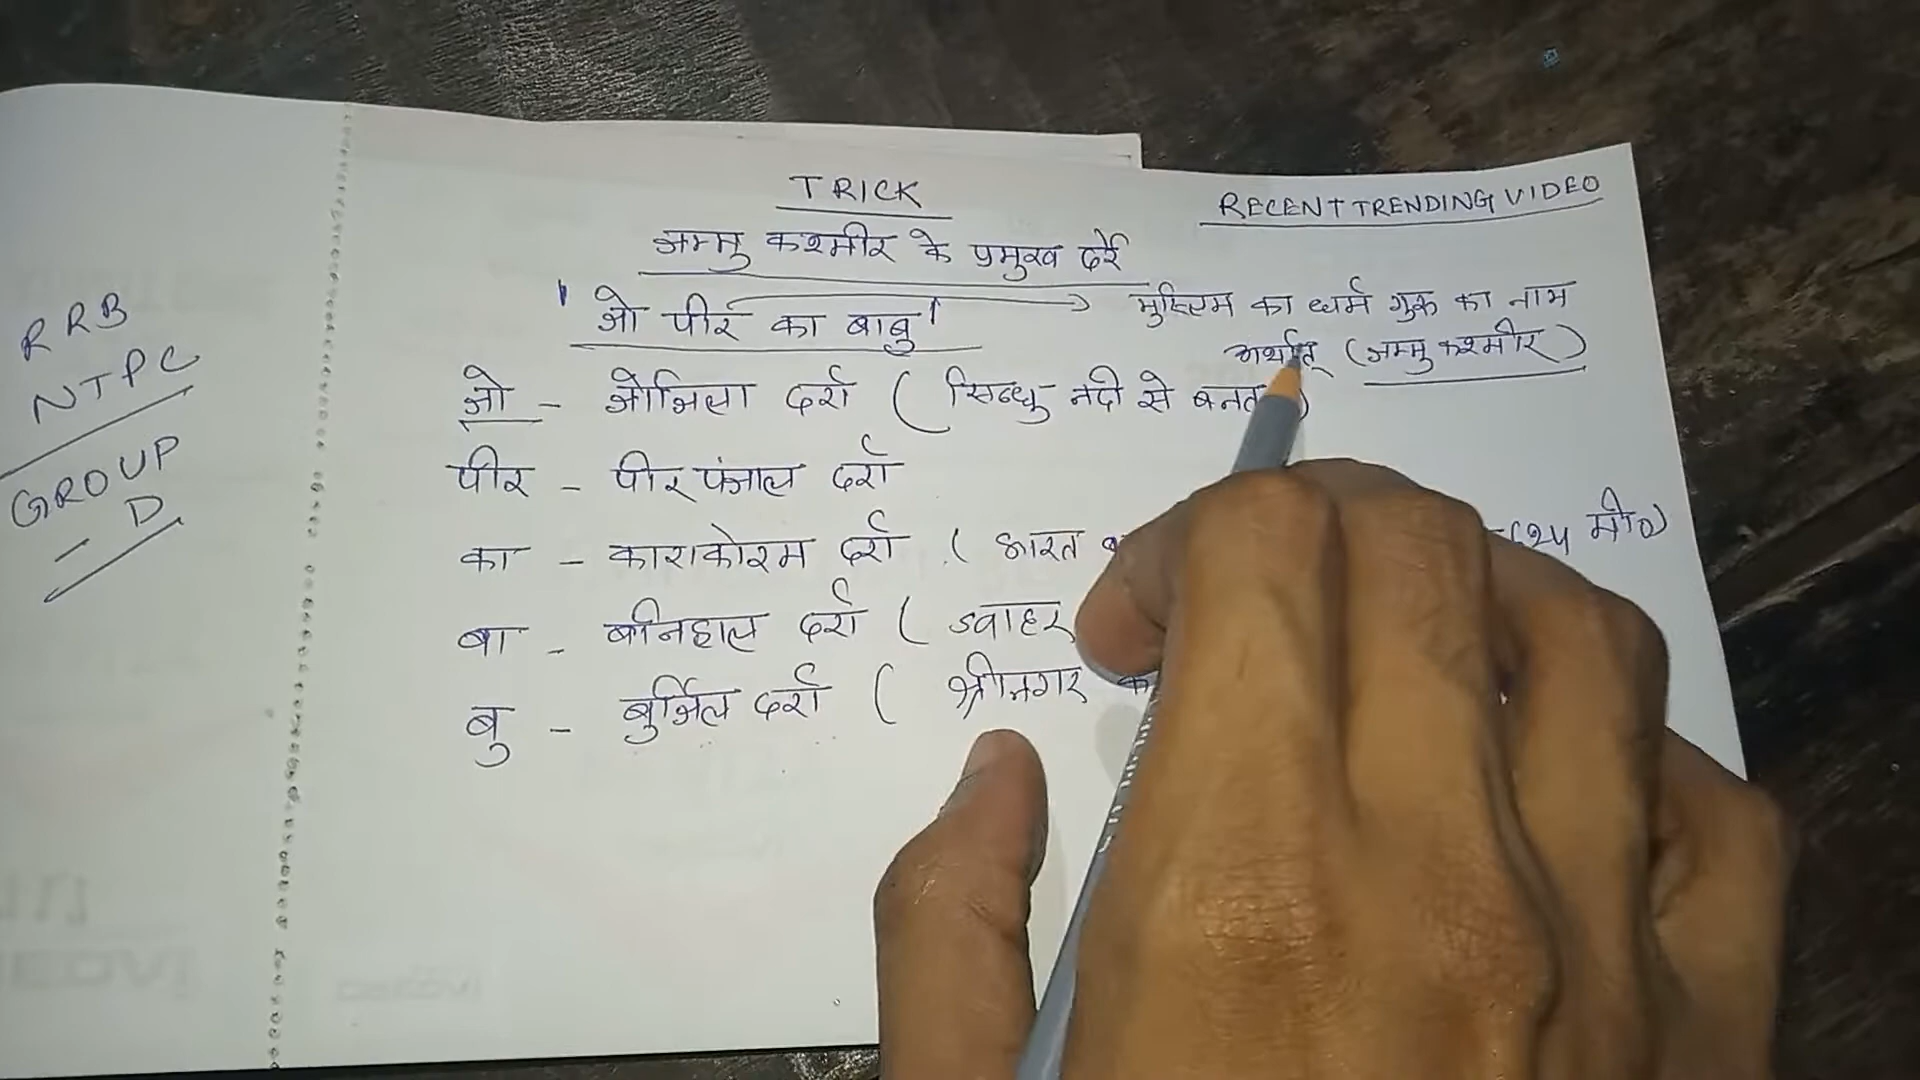 TRICK
RECENT TRENDING VIDEO
जम्मु कश्मीर के प्रमुख दर्रे
'जो पीर का बाबु'
मुस्लिम का धर्म गुरू का नाम
अर्थात् (जम्मु कश्मीर)
जो - जोजिला दर्रा ( सिन्धु नदी से बनता )
पीर - पीर पंजाल दर्रा
का - काराकोरम दर्रा ( भारत
मी०)
बा - बनिहाल दर्रा ( जवाहर
बु - बुर्जिल दर्रा ( श्रीनगर
RRB
NTPC
GROUP
- D